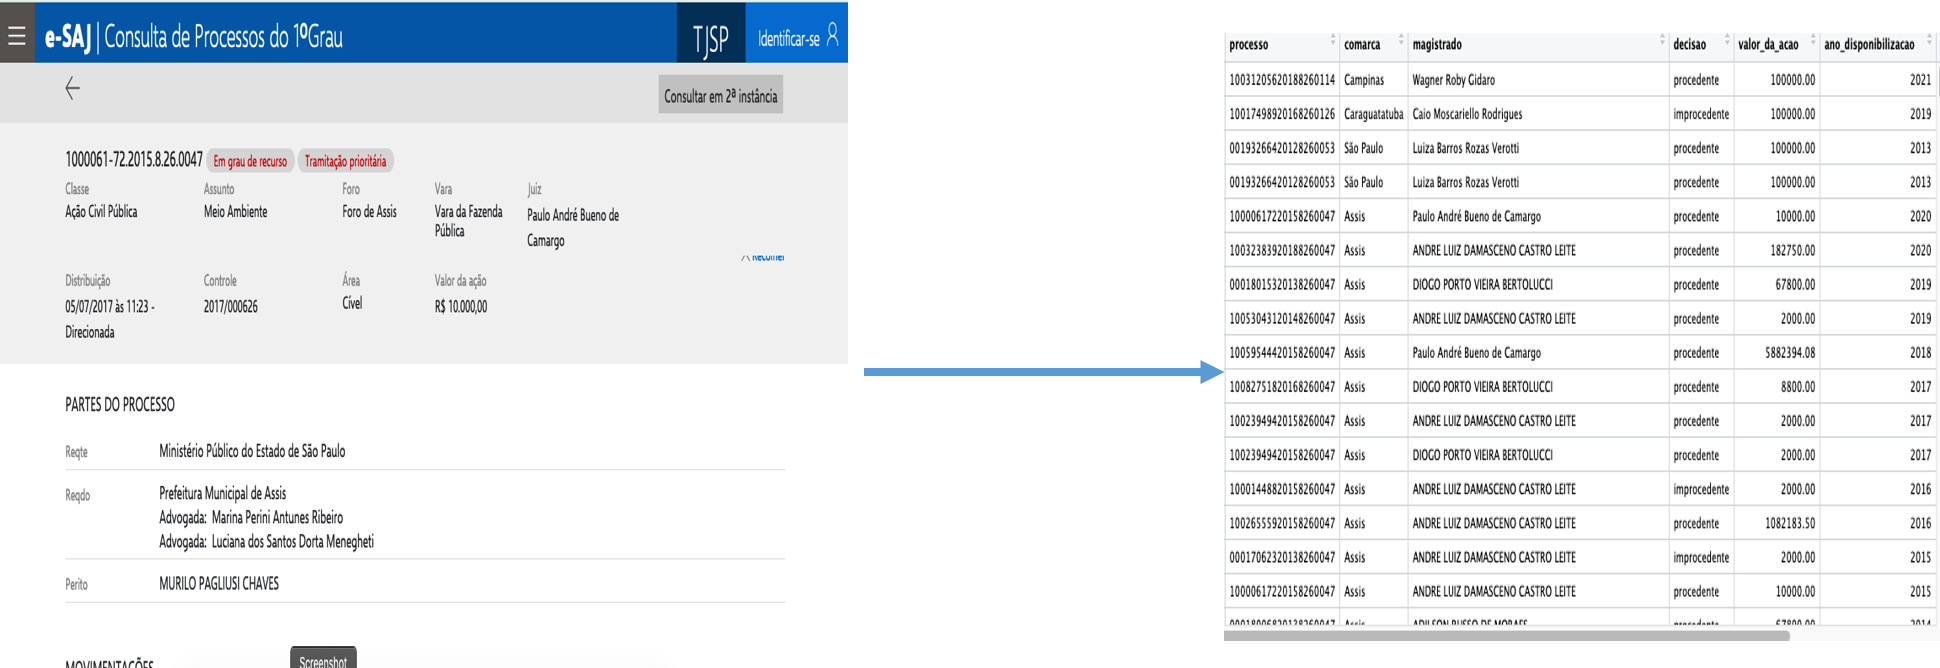 e-SAJ | Consulta de Processos do 1ºGrau
TJSP
Identificar-se
Consultar em 2ª instância
1000061-72.2015.8.26.0047 Em grau de recurso Tramitação prioritária
Classe Assunto Foro Vara Juiz
Ação Civil Pública Meio Ambiente Foro de Assis Vara da Fazenda Paulo André Bueno de
Pública Camargo
Recolher
Distribuição Controle Área Valor da ação
05/07/2017 às 11:23 - 2017/000626 Cível R$ 10.000,00
Direcionada
PARTES DO PROCESSO
Reqte Ministério Público do Estado de São Paulo
Reqdo Prefeitura Municipal de Assis
Advogada: Marina Perini Antunes Ribeiro
Advogada: Luciana dos Santos Dorta Menegheti
Perito MURILO PAGLIUSI CHAVES
MOVIMENTAÇÕES
Screenshot
processo comarca magistrado decisao valor_da_acao ano_disponibilizacao
10031205620188260114 Campinas Wagner Roby Gidaro procedente 100000.00 2021
10017498920168260126 Caraguatatuba Caio Moscariello Rodrigues improcedente 100000.00 2019
00193266420128260053 São Paulo Luiza Barros Rozas Verotti procedente 100000.00 2013
00193266420128260053 São Paulo Luiza Barros Rozas Verotti procedente 100000.00 2013
10000617220158260047 Assis Paulo André Bueno de Camargo procedente 10000.00 2020
10032383920188260047 Assis ANDRE LUIZ DAMASCENO CASTRO LEITE procedente 182750.00 2020
00018015320138260047 Assis DIOGO PORTO VIEIRA BERTOLUCCI procedente 67800.00 2019
10053043120148260047 Assis ANDRE LUIZ DAMASCENO CASTRO LEITE procedente 2000.00 2019
10059544420158260047 Assis Paulo André Bueno de Camargo procedente 5882394.08 2018
10082751820168260047 Assis DIOGO PORTO VIEIRA BERTOLUCCI procedente 8800.00 2017
10023949420158260047 Assis ANDRE LUIZ DAMASCENO CASTRO LEITE procedente 2000.00 2017
10023949420158260047 Assis DIOGO PORTO VIEIRA BERTOLUCCI procedente 2000.00 2017
10001448820158260047 Assis ANDRE LUIZ DAMASCENO CASTRO LEITE improcedente 2000.00 2016
10026555920158260047 Assis ANDRE LUIZ DAMASCENO CASTRO LEITE procedente 1082183.50 2016
00017062320138260047 Assis ANDRE LUIZ DAMASCENO CASTRO LEITE improcedente 2000.00 2015
10000617220158260047 Assis ANDRE LUIZ DAMASCENO CASTRO LEITE procedente 10000.00 2015
Assis ADILSON RUSSO DE MORAES procedente 67800.00 2014